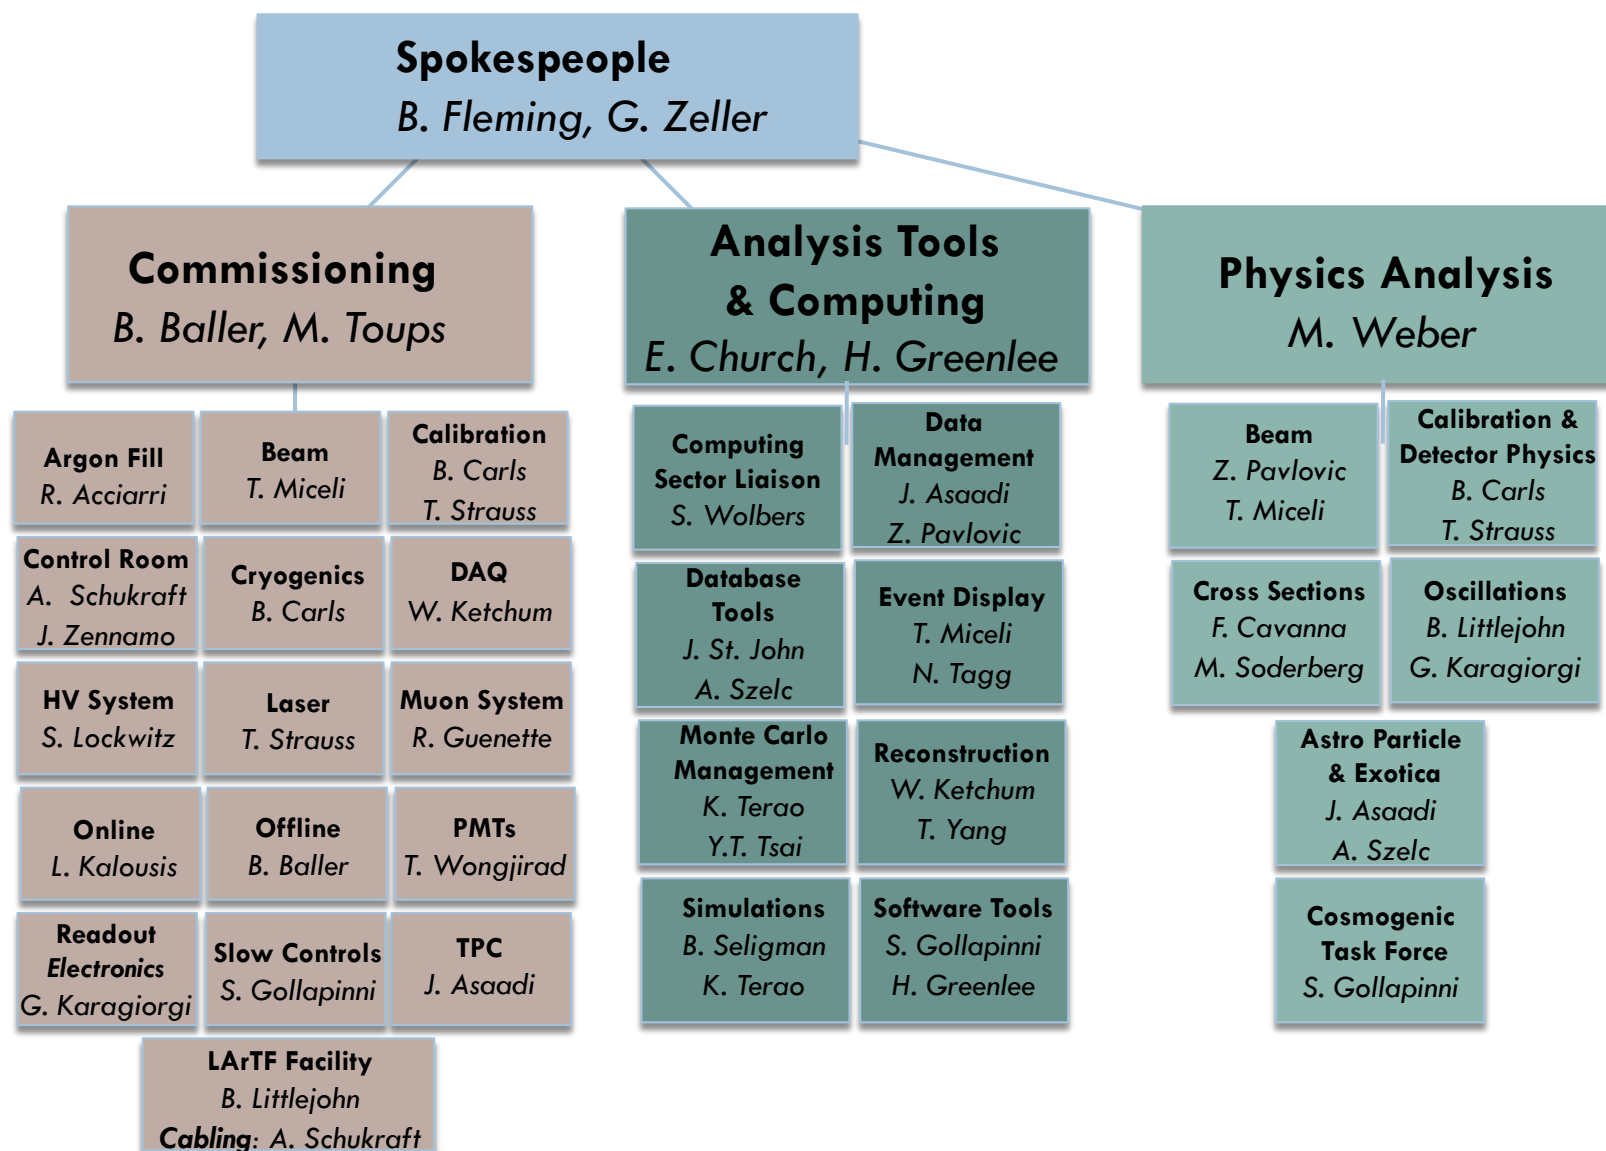 Spokespeople
B. Fleming, G. Zeller
Commissioning
B. Baller, M. Toups
Argon Fill
R. Acciarri
Beam
T. Miceli
Calibration
B. Carls
T. Strauss
Control Room
A. Schukraft
J. Zennamo
Cryogenics
B. Carls
DAQ
W. Ketchum
HV System
S. Lockwitz
Laser
T. Strauss
Muon System
R. Guenette
Online
L. Kalousis
Offline
B. Baller
PMTs
T. Wongjirad
Readout
Electronics
G. Karagiorgi
Slow Controls
S. Gollapinni
TPC
J. Asaadi
LArTF Facility
B. Littlejohn
Cabling: A. Schukraft
Analysis Tools
& Computing
E. Church, H. Greenlee
Computing
Sector Liaison
S. Wolbers
Data
Management
J. Asaadi
Z. Pavlovic
Database
Tools
J. St. John
A. Szelc
Event Display
T. Miceli
N. Tagg
Monte Carlo
Management
K. Terao
Y.T. Tsai
Reconstruction
W. Ketchum
T. Yang
Simulations
B. Seligman
K. Terao
Software Tools
S. Gollapinni
H. Greenlee
Physics Analysis
M. Weber
Beam
Z. Pavlovic
T. Miceli
Calibration &
Detector Physics
B. Carls
T. Strauss
Cross Sections
F. Cavanna
M. Soderberg
Oscillations
B. Littlejohn
G. Karagiorgi
Astro Particle
& Exotica
J. Asaadi
A. Szelc
Cosmogenic
Task Force
S. Gollapinni